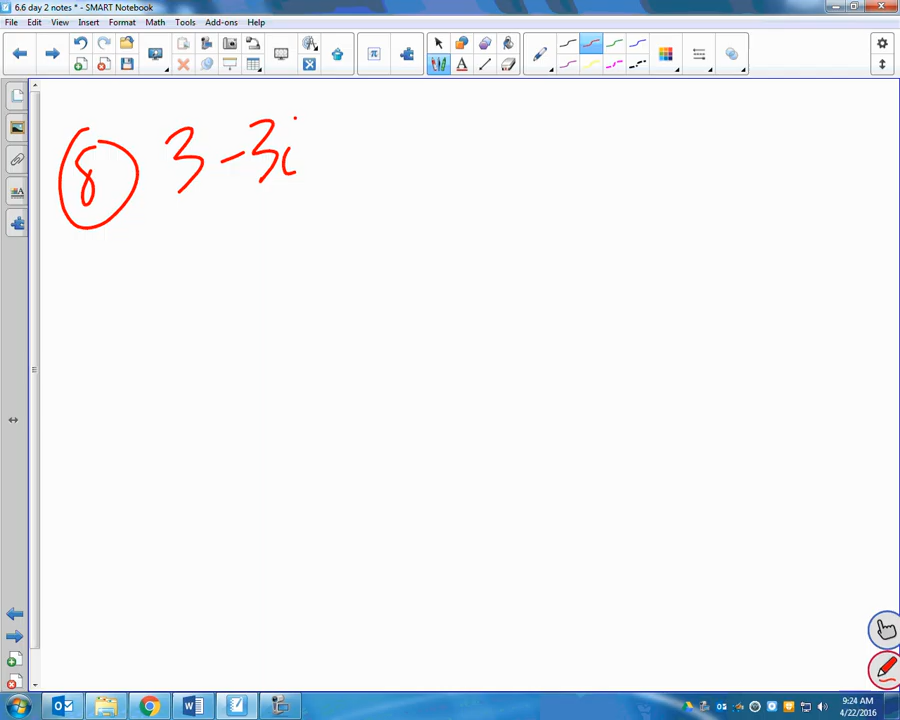 6.6 day 2 notes * - SMART Notebook
File Edit View Insert Format Math Tools Add-ons Help
8 3 - 3i
9:24 AM
4/22/2016